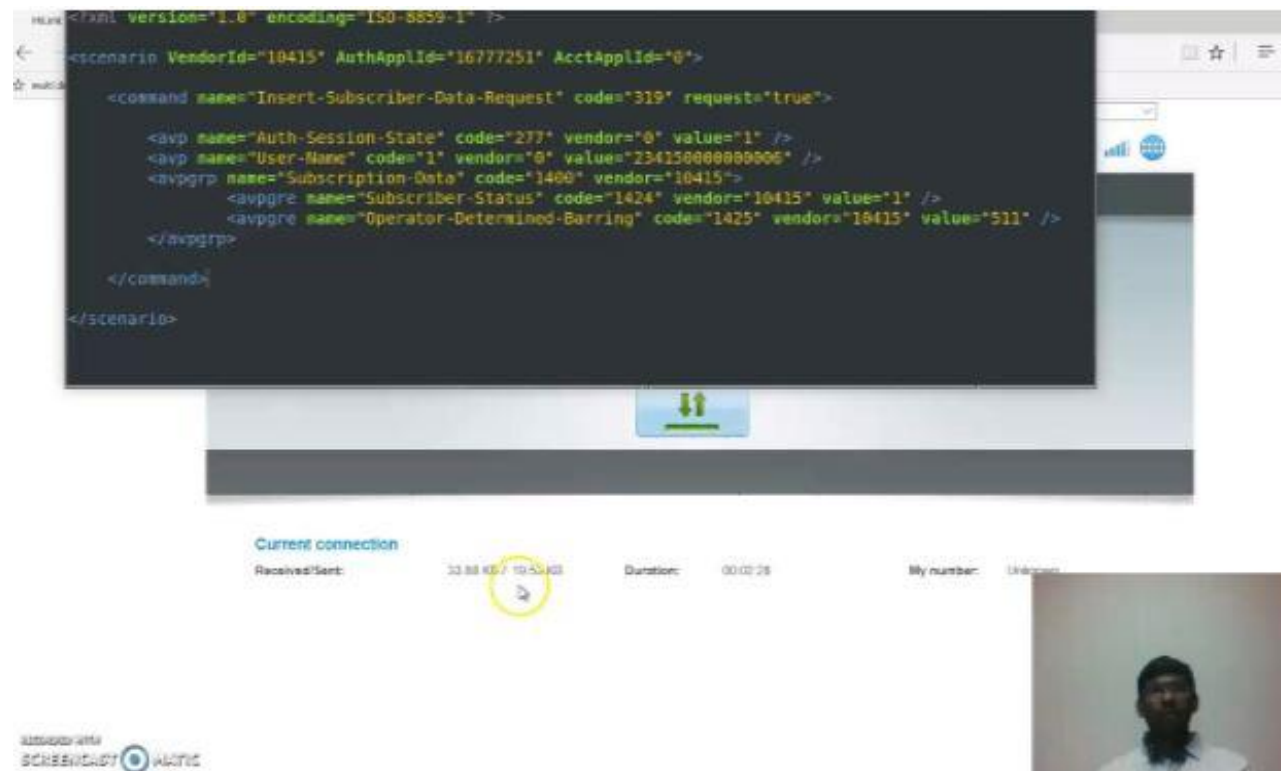 <?xml version="1.0" encoding="ISO-8859-1" ?>
<scenario VendorId="10415" AuthApplId="16777251" AcctApplId="0">
<command name="Insert-Subscriber-Data-Request" code="319" request="true">
<avp name="Auth-Session-State" code="277" vendor="0" value="1" />
<avp name="User-Name" code="1" vendor="0" value="234150000000006" />
<avpgrp name="Subscription-Data" code="1400" vendor="10415">
<avpgre name="Subscriber-Status" code="1424" vendor="10415" value="1" />
<avpgre name="Operator-Determined-Barring" code="1425" vendor="10415" value="511" />
</avpgrp>
</command>
</scenario>
Current connection
Received/Sent: Duration: 00:02:28 My number: Unknown
RECORDED WITH
SCREENCAST MATIC